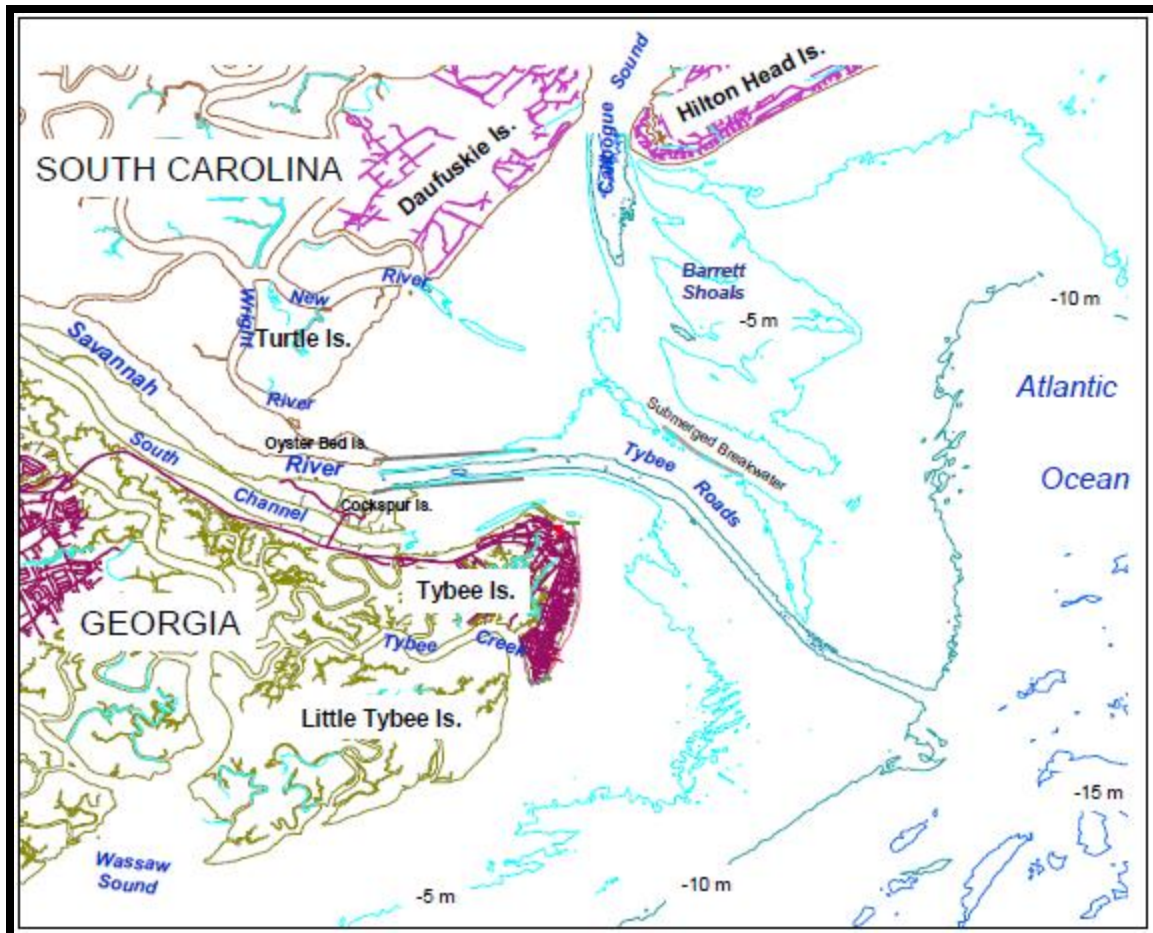 Calibogue Sound
Hilton Head Is.
SOUTH CAROLINA
Daufuskie Is.
Barrett
Shoals
-5 m
-10 m
New River
Wright River
Turtle Is.
Savannah River
Atlantic
Ocean
Submerged Breakwater
Oyster Bed Is.
South Channel
Tybee Roads
Cockspur Is.
Tybee Is.
GEORGIA
Tybee Creek
Little Tybee Is.
-15 m
Wassaw
Sound
-5 m
-10 m